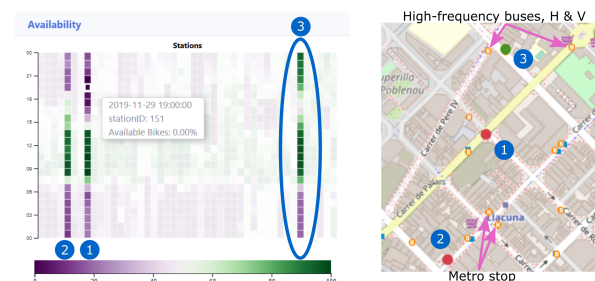 Availability
3
Stations
00
21
18
15
12
09
06
03
00
2019-11-29 19:00:00
stationID: 151
Available Bikes: 0.00%
2
1
0
20
40
60
80
100
High-frequency buses, H & V
3
uperilla
Poblenou
Carrer de Pere IV
1
Carrer de Pallars
2
Llacuna
Metro stop